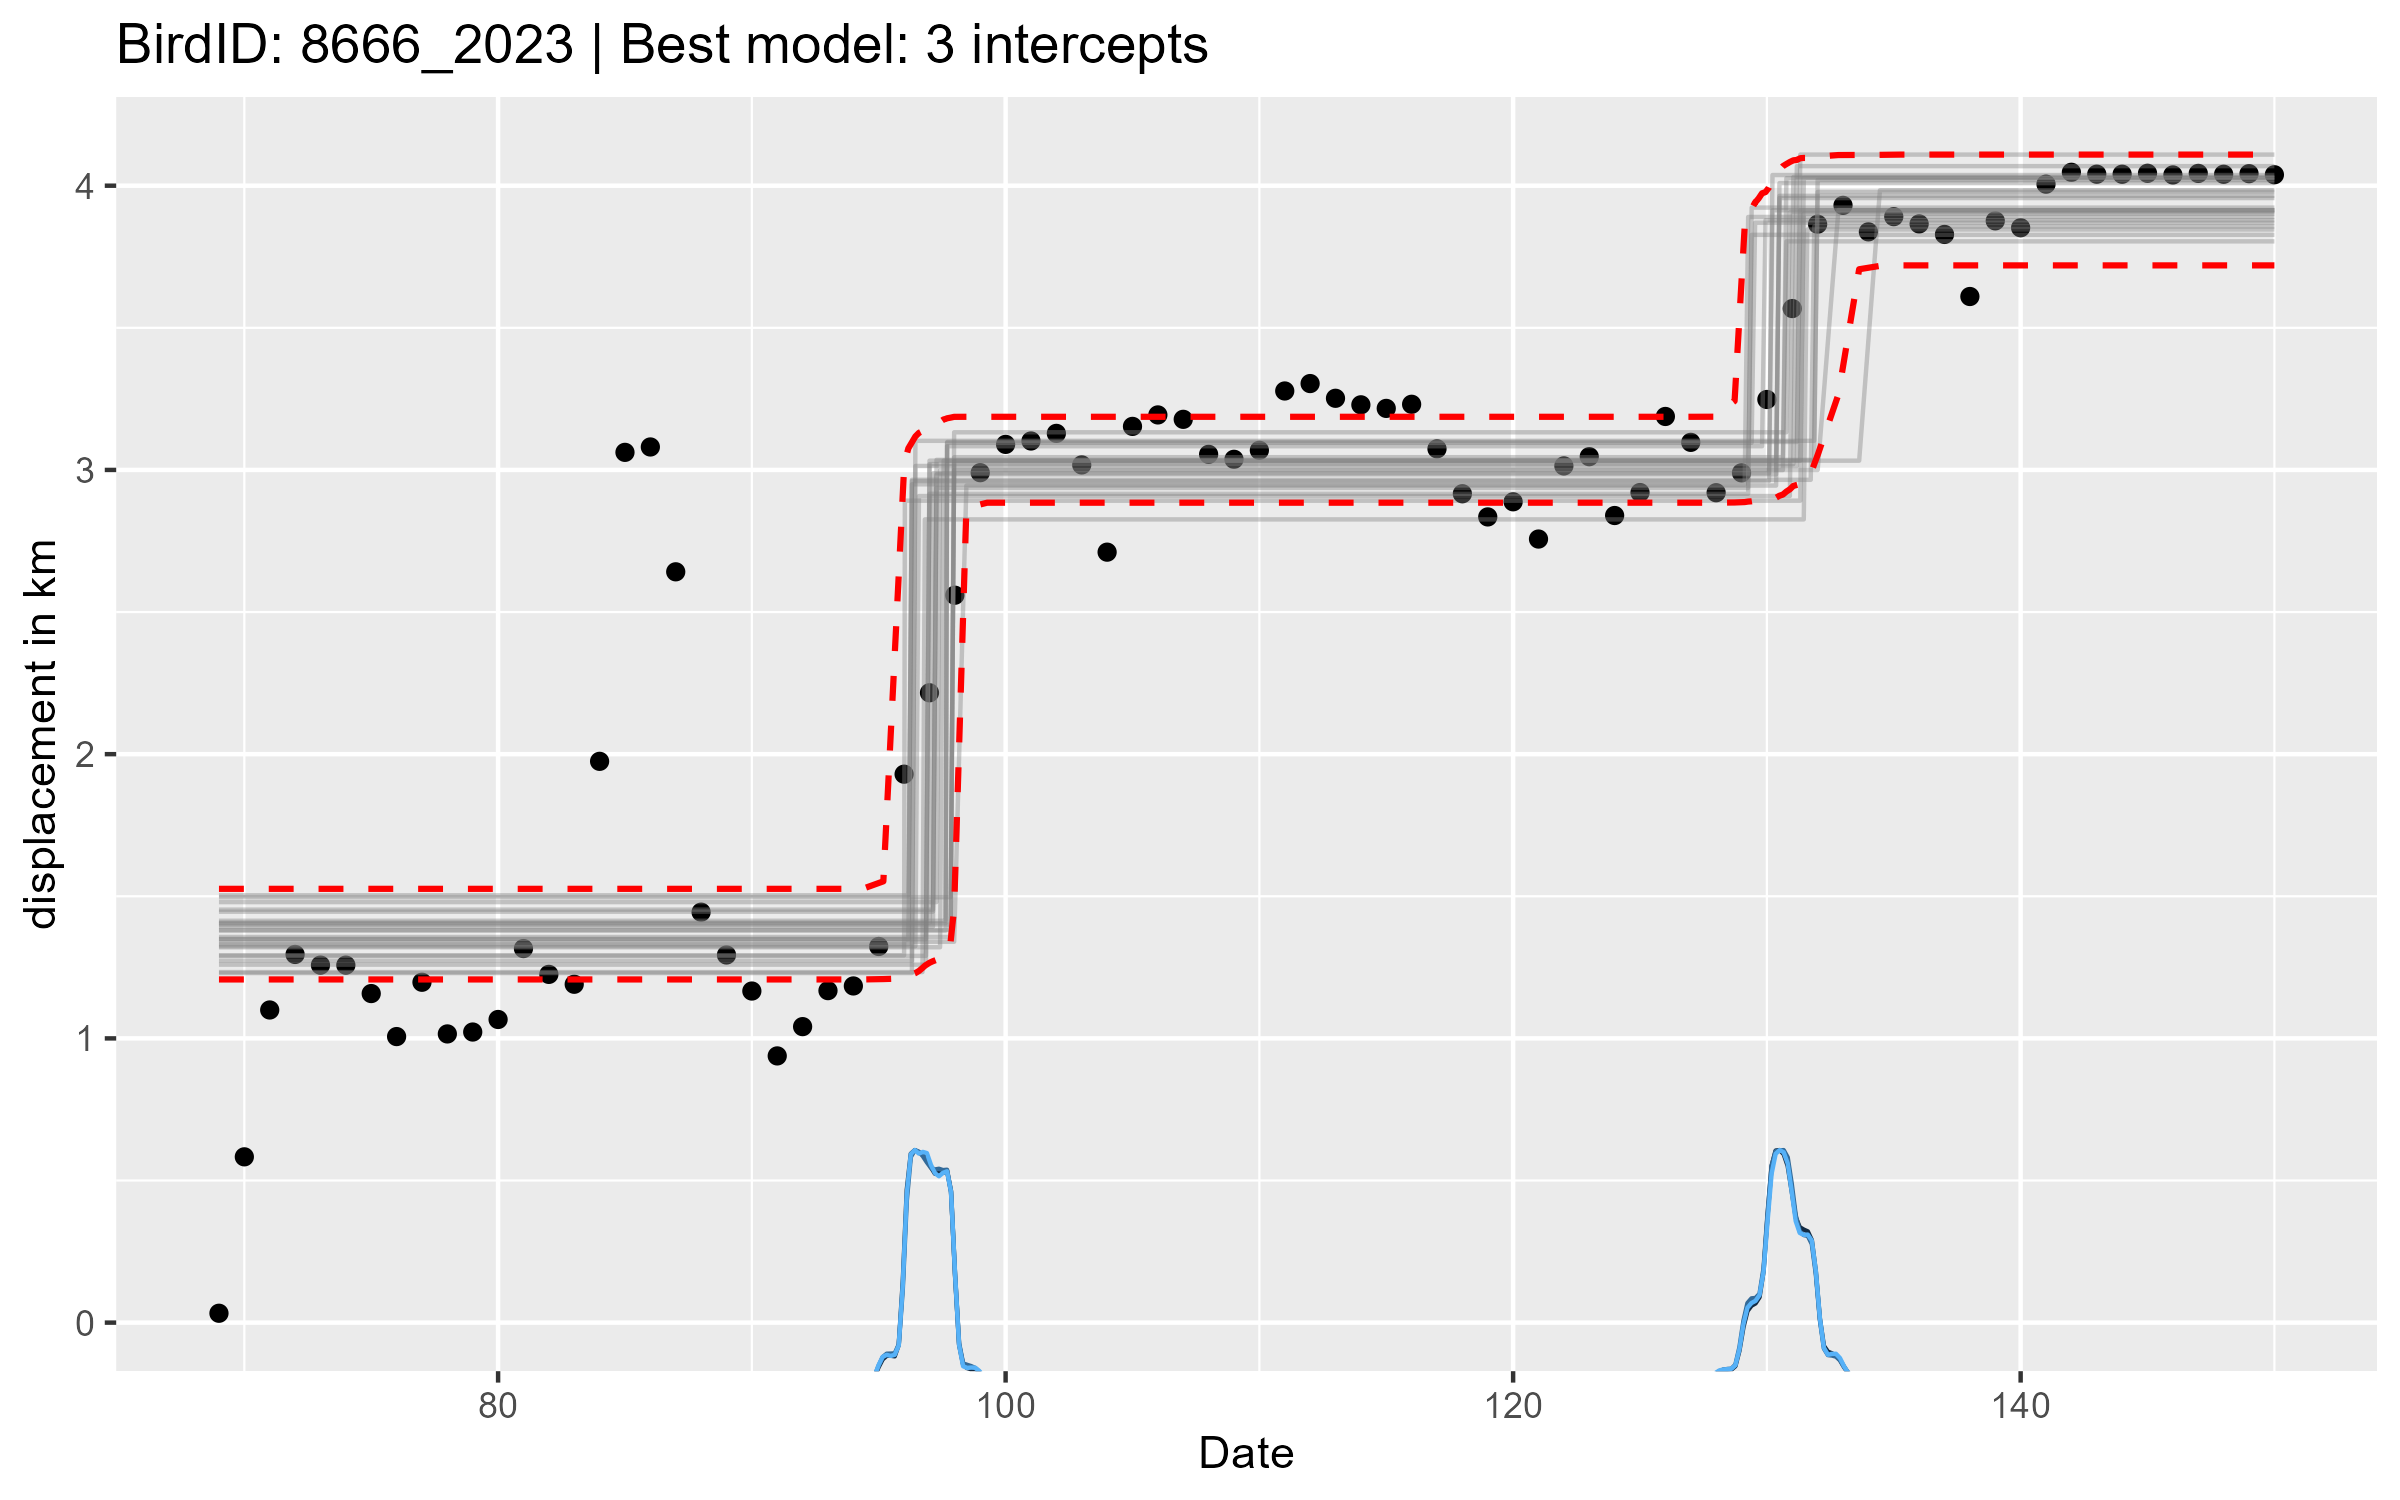 BirdID: 8666_2023 | Best model: 3 intercepts
displacement in km
4
3
2
1
0
80 100 120 140
Date